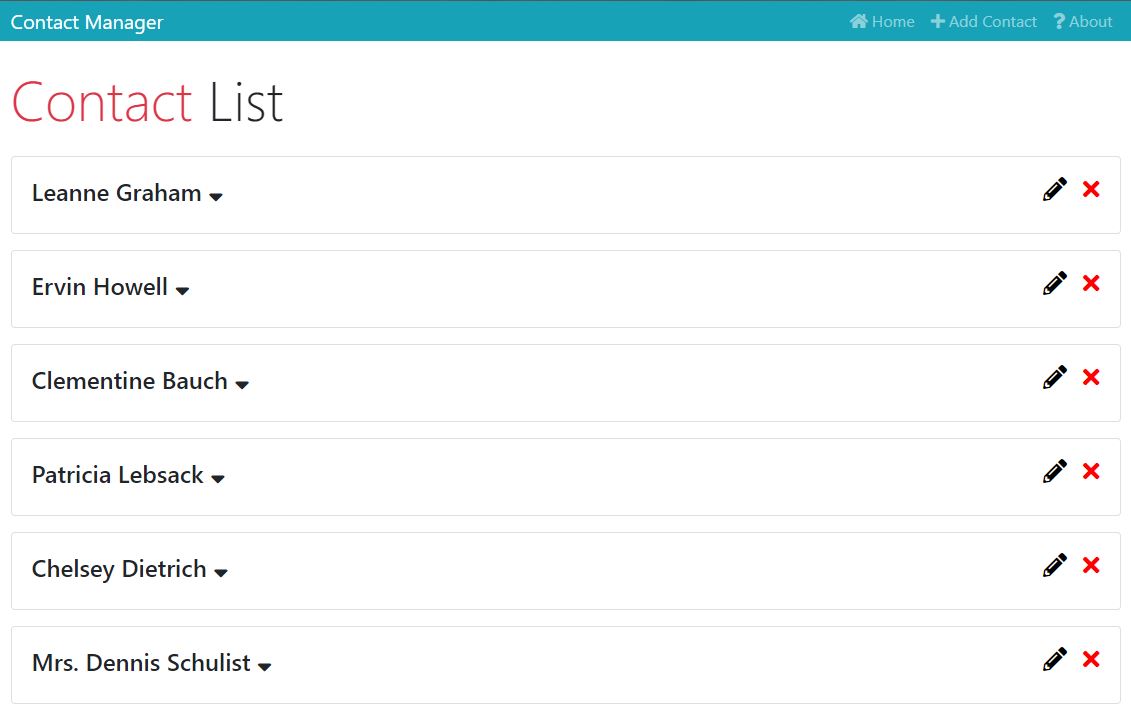 Contact Manager Home Add Contact About
Contact List
Leanne Graham
Ervin Howell
Clementine Bauch
Patricia Lebsack
Chelsey Dietrich
Mrs. Dennis Schulist